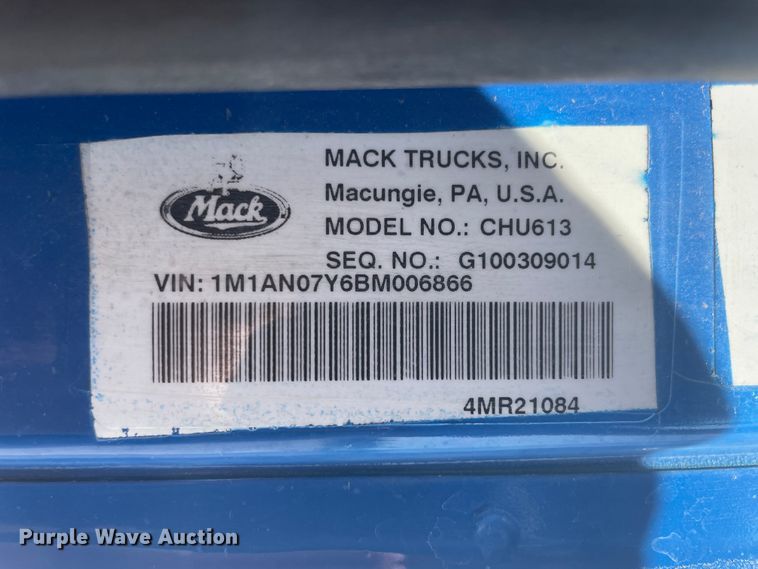 MACK TRUCKS, INC.
Mack
Macungie, PA, U.S.A.
MODEL NO.: CHU613
SEQ. NO.: G100309014
VIN: 1M1AN07Y6BM006866
4MR21084
Purple Wave Auction